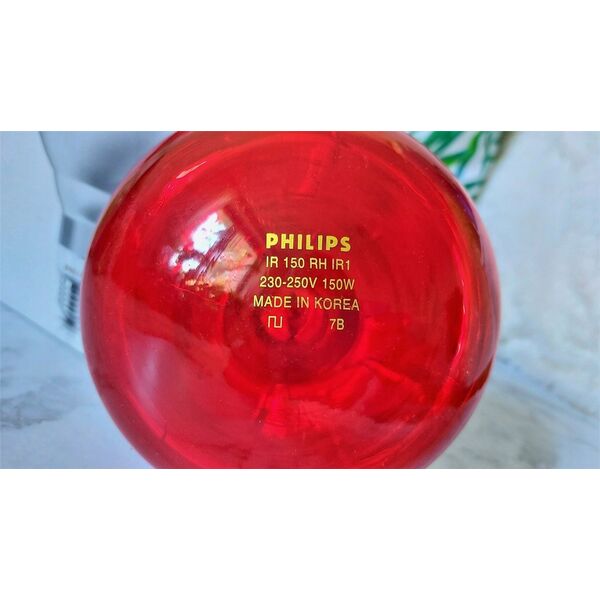 PHILIPS
IR 150 RH IR1
230-250V 150W
MADE IN KOREA
7B